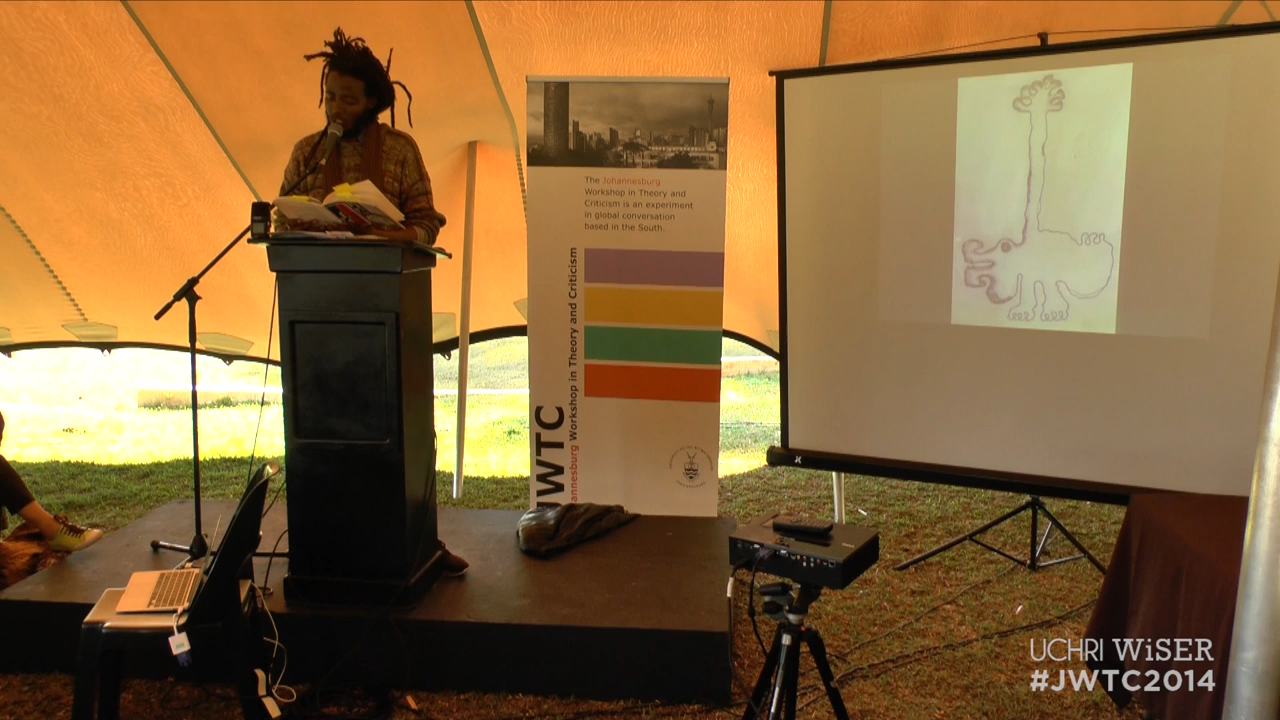 The Johannesburg
Workshop in Theory and
Criticism is an experiment
in global conversation
based in the South.
JWTC
annesburg Workshop in Theory and Criticism
UCHRI WiSER
#JWTC2014